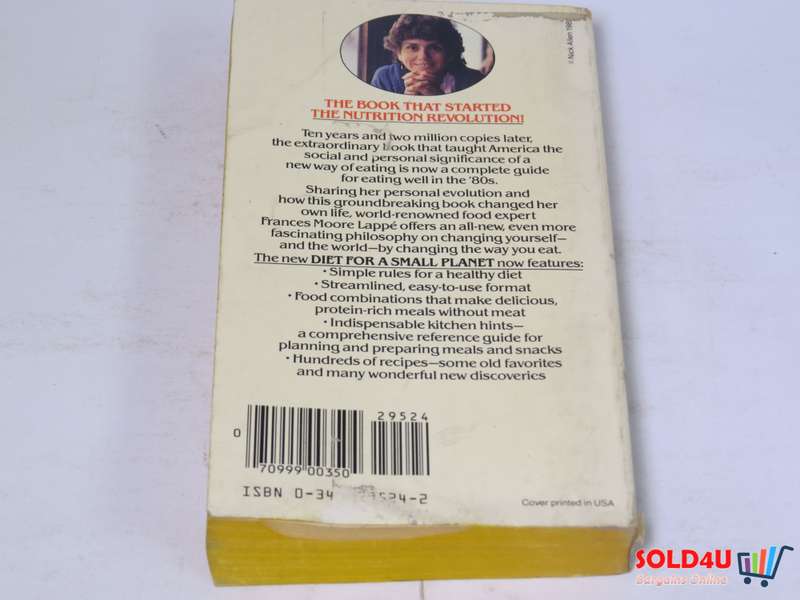 © Nick Allen 198
THE BOOK THAT STARTED
THE NUTRITION REVOLUTION!
Ten years and two million copies later,
the extraordinary book that taught America the
social and personal significance of a
new way of eating is now a complete guide
for eating well in the '80s.
Sharing her personal evolution and
how this groundbreaking book changed her
own life, world-renowned food expert
Frances Moore Lappé offers an all-new, even more
fascinating philosophy on changing yourself—
and the world—by changing the way you eat.
The new DIET FOR A SMALL PLANET now features:
• Simple rules for a healthy diet
• Streamlined, easy-to-use format
• Food combinations that make delicious,
protein-rich meals without meat
• Indispensable kitchen hints—
a comprehensive reference guide for
planning and preparing meals and snacks
• Hundreds of recipes—some old favorites
and many wonderful new discoveries
29524
0
70999 00350
ISBN 0-34 9524-2
Cover printed in USA
SOLD4U
Bargains Online